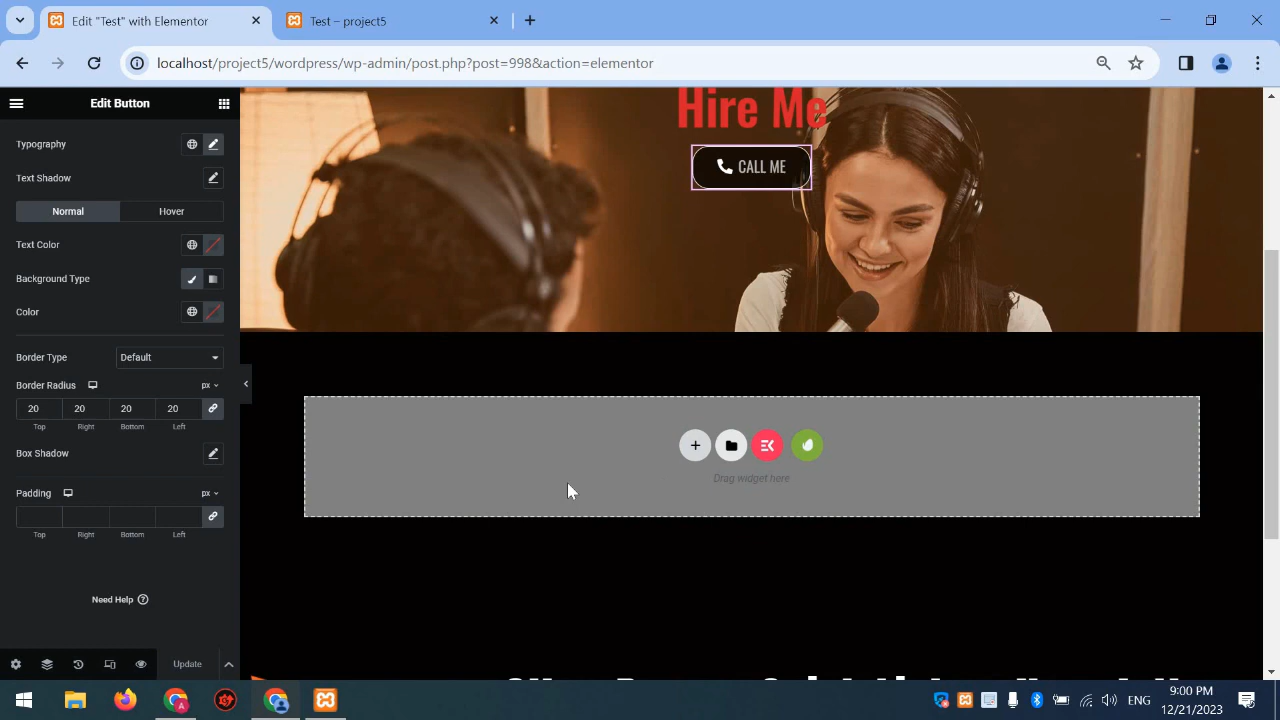 Edit "Test" with Elementor
Test – project5
localhost/project5/wordpress/wp-admin/post.php?post=998&action=elementor
Edit Button
Typography
Text Shadow
Normal
Hover
Text Color
Background Type
Color
Border Type
Default
Border Radius
px
20 20 20 20
Top Right Bottom Left
Box Shadow
Padding
px
Top Right Bottom Left
Need Help
Update
Hire Me
CALL ME
Drag widget here
ENG
9:00 PM
12/21/2023